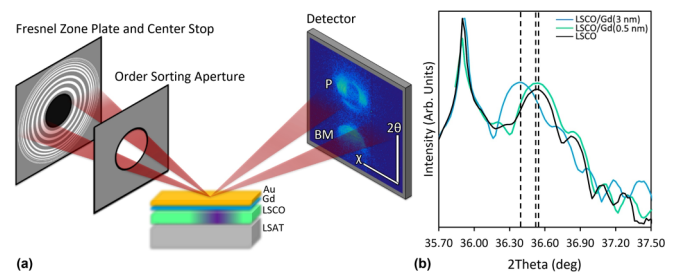 Fresnel Zone Plate and Center Stop
Order Sorting Aperture
Detector
P
BM
2θ
χ
Au
Gd
LSCO
LSAT
(a)
LSCO/Gd(3 nm)
LSCO/Gd(0.5 nm)
LSCO
Intensity (Arb. Units)
35.70 36.00 36.30 36.60 36.90 37.20 37.50
2Theta (deg)
(b)